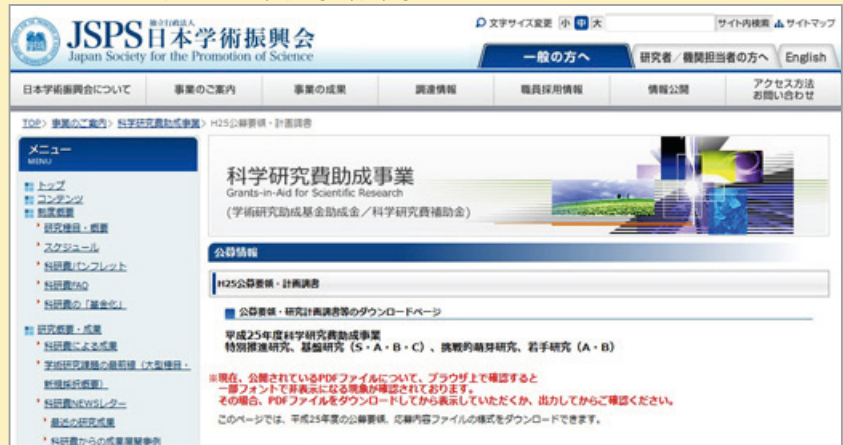 独立行政法人
JSPS 日本学術振興会
Japan Society for the Promotion of Science
文字サイズ変更 小 中 大
サイト内検索 サイトマップ
一般の方へ 研究者/機関担当者の方へ English
日本学術振興会について 事業のご案内 事業の成果 調達情報 職員採用情報 情報公開 アクセス方法
お問い合わせ
TOP> 事業のご案内> 科学研究費助成事業> H25公募要領・計画調書
メニュー
MENU
トップ
コンテンツ
制度概要
研究種目・概要
スケジュール
科研費パンフレット
科研費FAQ
科研費の「基金化」
研究概要・成果
科研費による成果
学術研究課題の最前線(大型種目・
新規採択概要)
科研費NEWSレター
最近の研究成果
科研費からの成果展開事例
科学研究費助成事業
Grants-in-Aid for Scientific Research
(学術研究助成基金助成金/科学研究費補助金)
公募情報
H25公募要領・計画調書
公募要領・研究計画調書等のダウンロードページ
平成25年度科学研究費助成事業
特別推進研究、基盤研究(S・A・B・C)、挑戦的萌芽研究、若手研究(A・B)
※現在、公開されているPDFファイルについて、ブラウザ上で確認すると
一部フォントで非表示になる現象が確認されております。
その場合、PDFファイルをダウンロードしてから表示していただくか、出力してからご確認ください。
このページでは、平成25年度の公募要領、応募内容ファイルの様式をダウンロードできます。